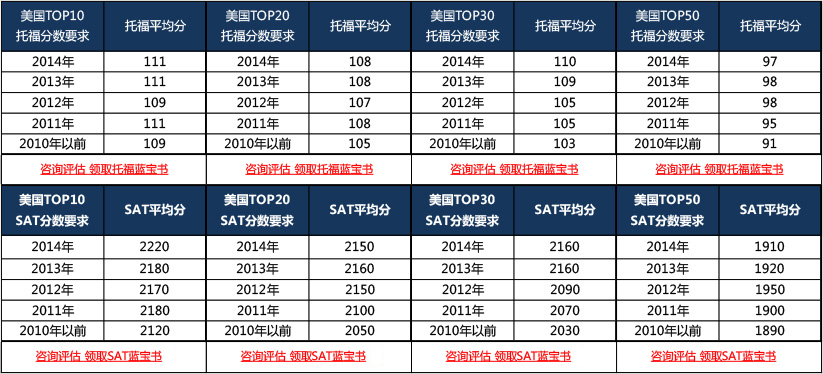 美国TOP10 托福分数要求 托福平均分 美国TOP20 托福分数要求 托福平均分 美国TOP30 托福分数要求 托福平均分 美国TOP50 托福分数要求 托福平均分
2014年 111 2014年 108 2014年 110 2014年 97
2013年 111 2013年 108 2013年 109 2013年 98
2012年 109 2012年 107 2012年 105 2012年 98
2011年 111 2011年 108 2011年 105 2011年 95
2010年以前 109 2010年以前 105 2010年以前 103 2010年以前 91
咨询评估 领取托福蓝宝书 咨询评估 领取托福蓝宝书 咨询评估 领取托福蓝宝书 咨询评估 领取托福蓝宝书
美国TOP10 SAT分数要求 SAT平均分 美国TOP20 SAT分数要求 SAT平均分 美国TOP30 SAT分数要求 SAT平均分 美国TOP50 SAT分数要求 SAT平均分
2014年 2220 2014年 2150 2014年 2160 2014年 1910
2013年 2180 2013年 2160 2013年 2160 2013年 1920
2012年 2170 2012年 2150 2012年 2090 2012年 1950
2011年 2180 2011年 2100 2011年 2070 2011年 1900
2010年以前 2120 2010年以前 2050 2010年以前 2030 2010年以前 1890
咨询评估 领取SAT蓝宝书 咨询评估 领取SAT蓝宝书 咨询评估 领取SAT蓝宝书 咨询评估 领取SAT蓝宝书